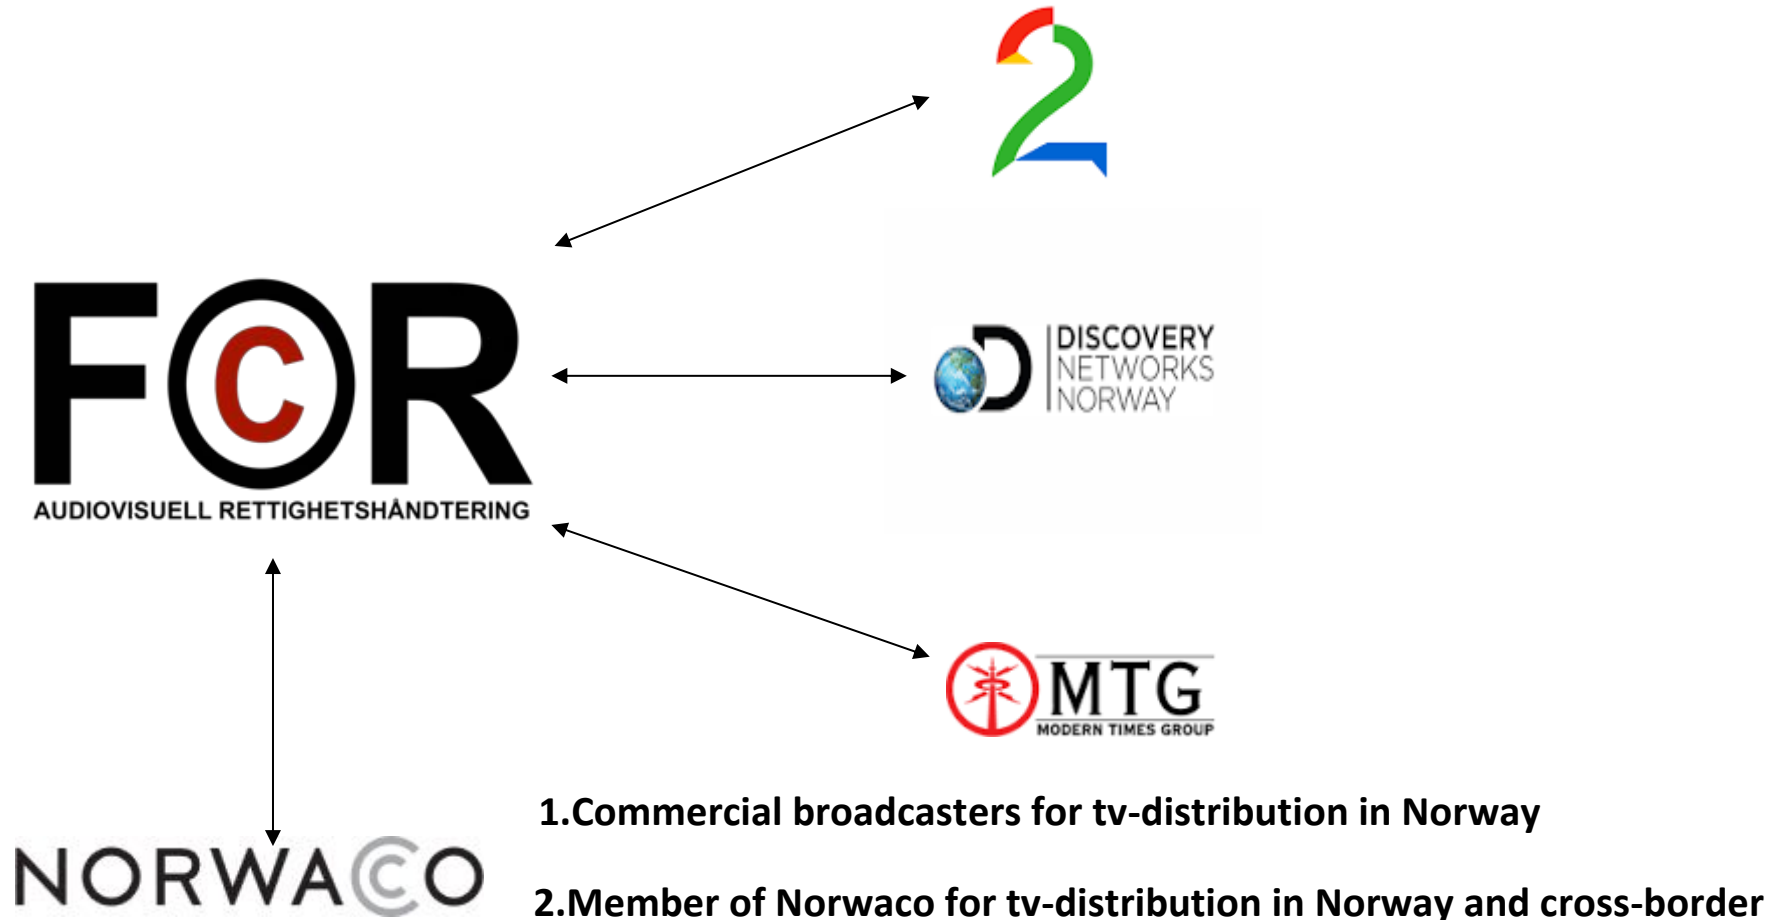 2
FCR
AUDIOVISUELL RETTIGHETSHÅNDTERING
D
DISCOVERY
NETWORKS
NORWAY
MTG
MODERN TIMES GROUP
1.Commercial broadcasters for tv-distribution in Norway
NORWACO
2.Member of Norwaco for tv-distribution in Norway and cross-border